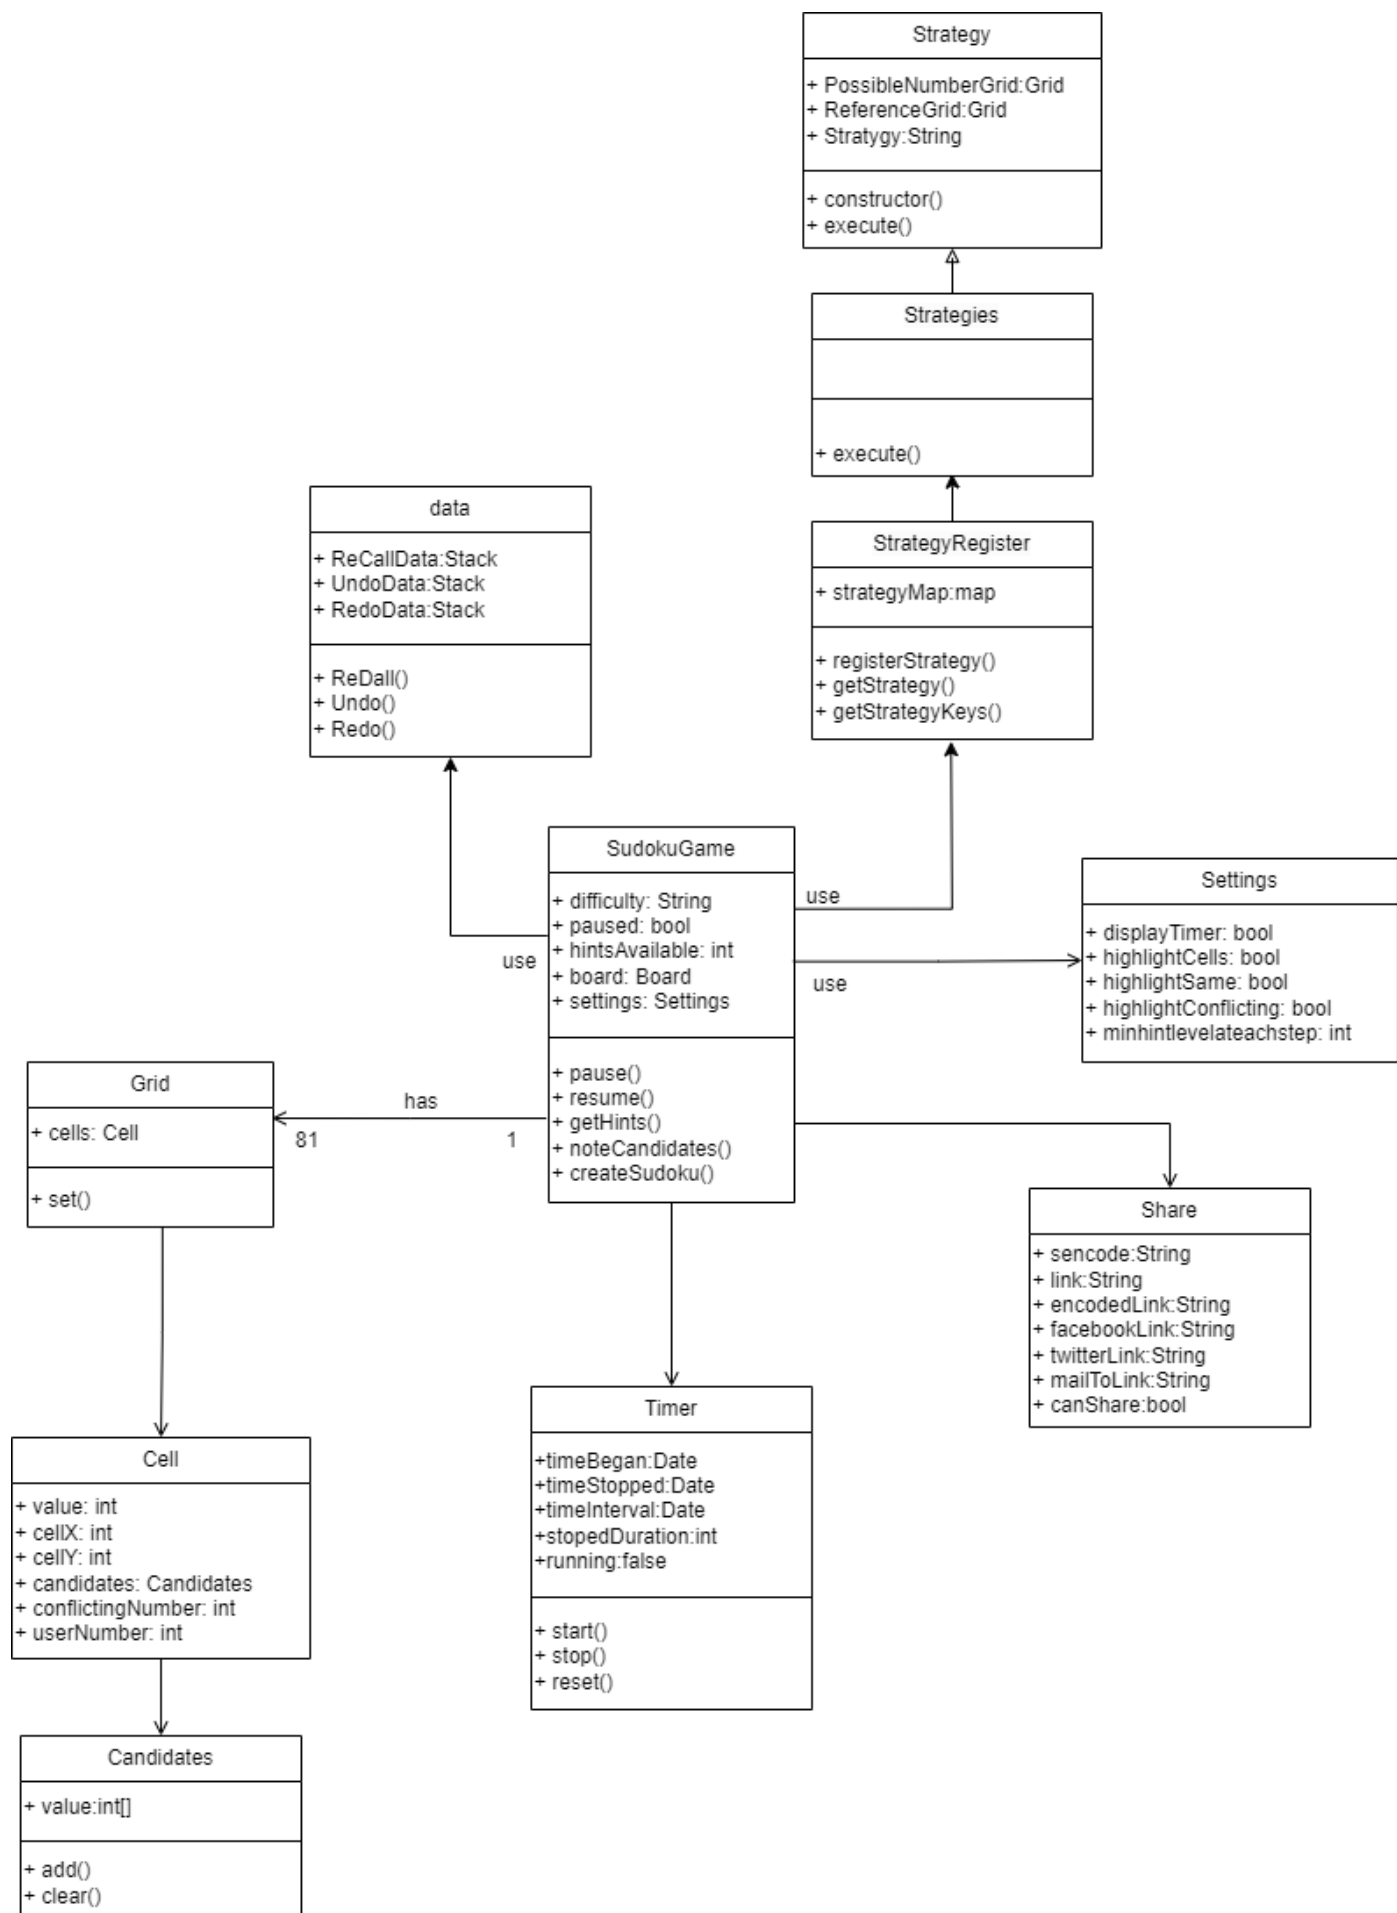 Strategy
+ PossibleNumberGrid:Grid
+ ReferenceGrid:Grid
+ Stratygy:String
+ constructor()
+ execute()
Strategies
+ execute()
data
+ ReCallData:Stack
+ UndoData:Stack
+ RedoData:Stack
+ ReDall()
+ Undo()
+ Redo()
StrategyRegister
+ strategyMap:map
+ registerStrategy()
+ getStrategy()
+ getStrategyKeys()
SudokuGame
+ difficulty: String
+ paused: bool
+ hintsAvailable: int
+ board: Board
+ settings: Settings
+ pause()
+ resume()
+ getHints()
+ noteCandidates()
+ createSudoku()
use
use
use
Settings
+ displayTimer: bool
+ highlightCells: bool
+ highlightSame: bool
+ highlightConflicting: bool
+ minhintlevelateachstep: int
Grid
+ cells: Cell
+ set()
has
81
1
Share
+ sencode:String
+ link:String
+ encodedLink:String
+ facebookLink:String
+ twitterLink:String
+ mailToLink:String
+ canShare:bool
Timer
+timeBegan:Date
+timeStopped:Date
+timeInterval:Date
+stopedDuration:int
+running:false
+ start()
+ stop()
+ reset()
Cell
+ value: int
+ cellX: int
+ cellY: int
+ candidates: Candidates
+ conflictingNumber: int
+ userNumber: int
Candidates
+ value:int[]
+ add()
+ clear()